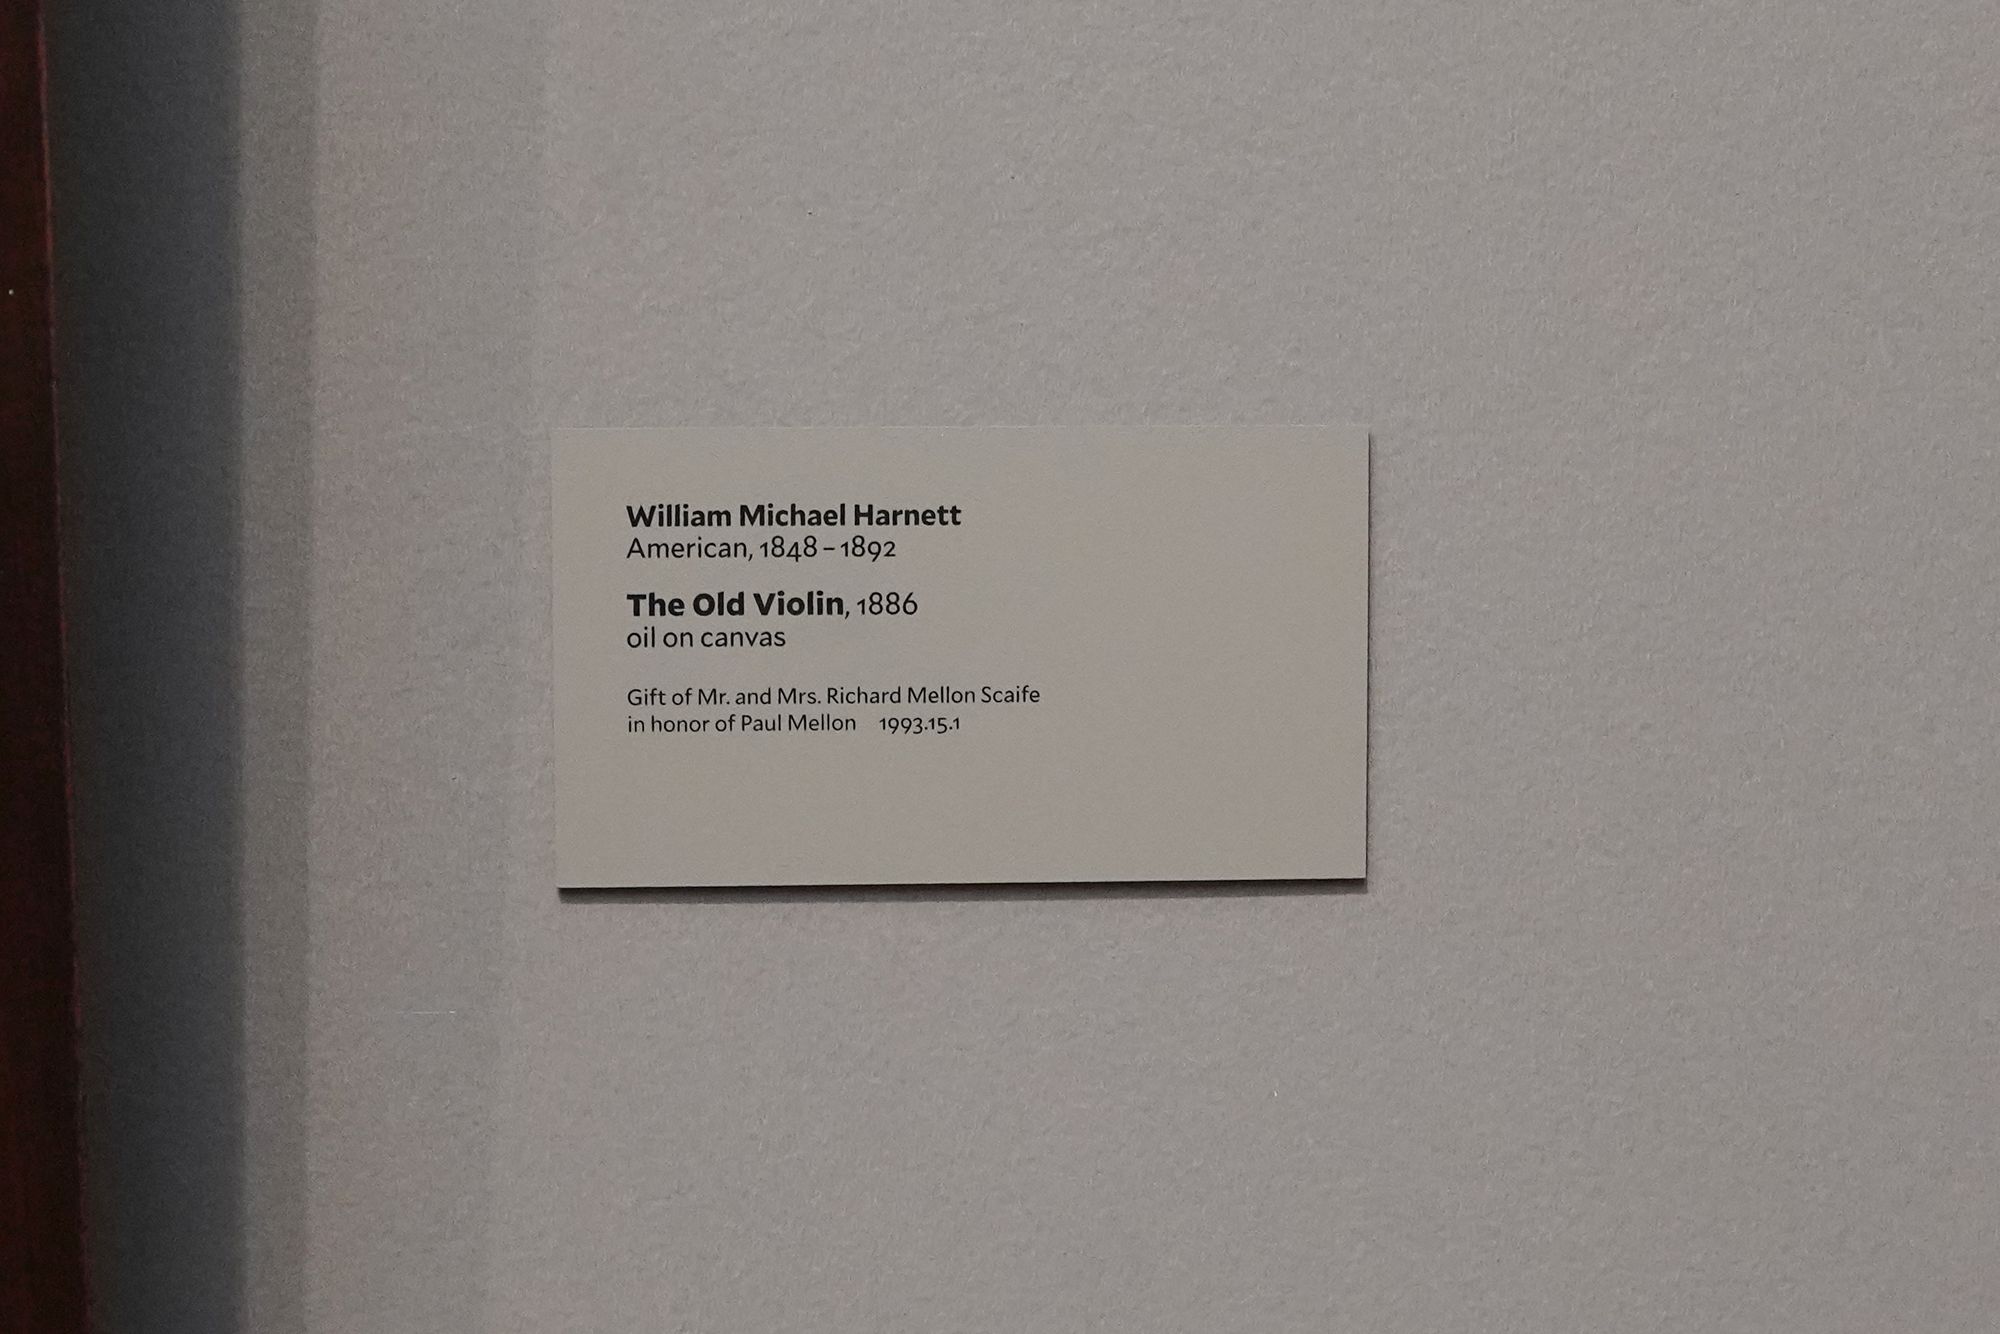 William Michael Harnett
American, 1848 – 1892
The Old Violin, 1886
oil on canvas
Gift of Mr. and Mrs. Richard Mellon Scaife
in honor of Paul Mellon 1993.15.1